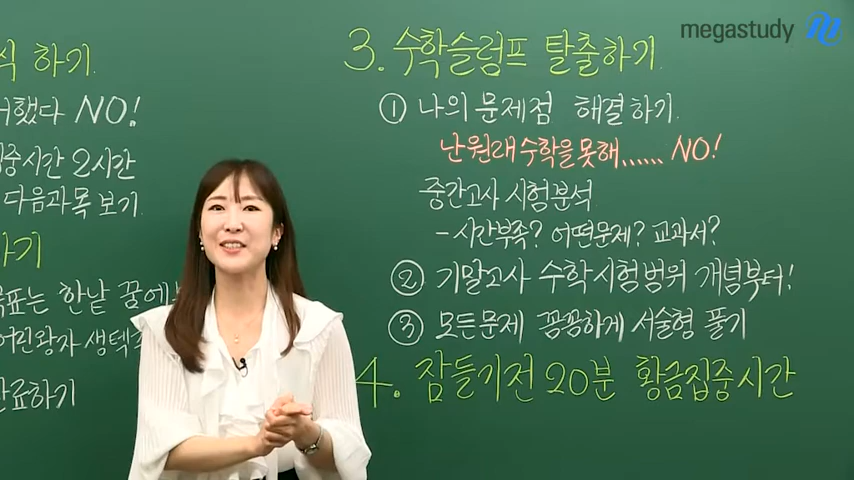 megastudy
하기
했다 NO!
집중시간 2시간
다음과목 보기.
하기
목표는 한낱 꿈에
어린왕자 생텍
완료하기
3. 수학슬럼프 탈출하기.
① 나의 문제점 해결하기.
난 원래 수학을 못해...... NO!
중간고사 시험분석
- 시간부족? 어떤문제? 교과서?
② 기말고사 수학시험범위 개념부터!
③ 모든문제 꼼꼼하게 서술형 풀기
4. 잠들기전 20분 황금집중시간